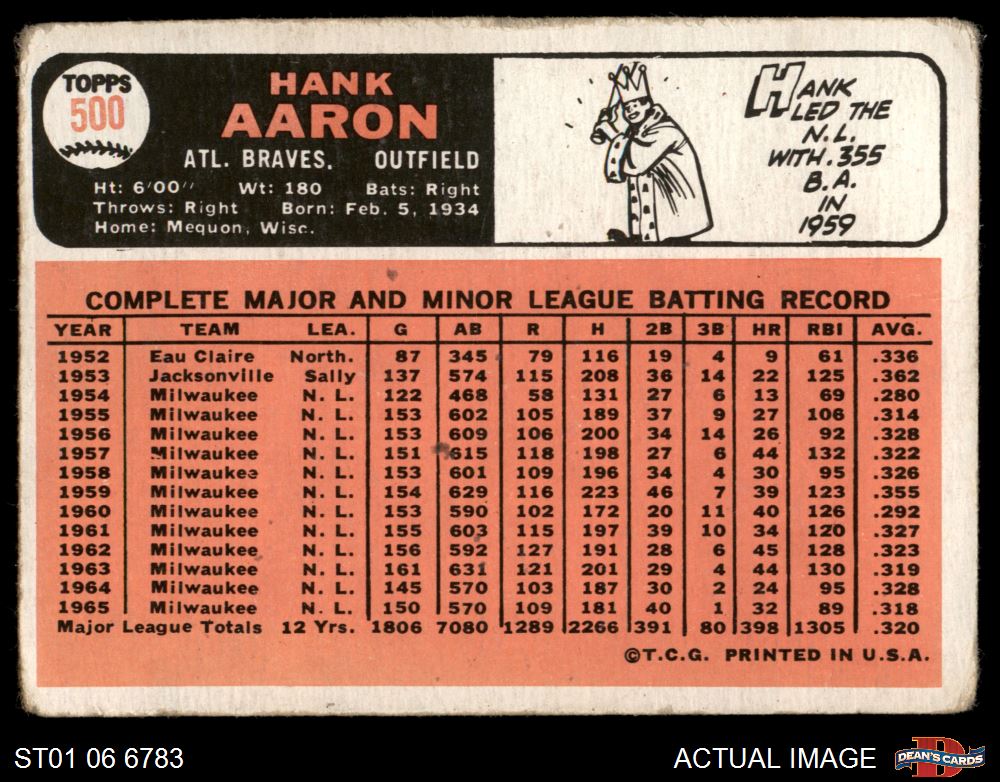 TOPPS
500
HANK
AARON
ATL. BRAVES. OUTFIELD
Ht: 6'00" Wt: 180 Bats: Right
Throws: Right Born: Feb. 5, 1934
Home: Mequon, Wisc.
HANK
LED THE
N.L.
WITH .355
B.A.
IN
1959
COMPLETE MAJOR AND MINOR LEAGUE BATTING RECORD
YEAR TEAM LEA. G AB R H 2B 3B HR RBI AVG.
1952 Eau Claire North. 87 345 79 116 19 4 9 61 .336
1953 Jacksonville Sally 137 574 115 208 36 14 22 125 .362
1954 Milwaukee N. L. 122 468 58 131 27 6 13 69 .280
1955 Milwaukee N. L. 153 602 105 189 37 9 27 106 .314
1956 Milwaukee N. L. 153 609 106 200 34 14 26 92 .328
1957 Milwaukee N. L. 151 615 118 198 27 6 44 132 .322
1958 Milwaukee N. L. 153 601 109 196 34 4 30 95 .326
1959 Milwaukee N. L. 154 629 116 223 46 7 39 123 .355
1960 Milwaukee N. L. 153 590 102 172 20 11 40 126 .292
1961 Milwaukee N. L. 155 603 115 197 39 10 34 120 .327
1962 Milwaukee N. L. 156 592 127 191 28 6 45 128 .323
1963 Milwaukee N. L. 161 631 121 201 29 4 44 130 .319
1964 Milwaukee N. L. 145 570 103 187 30 2 24 95 .328
1965 Milwaukee N. L. 150 570 109 181 40 1 32 89 .318
Major League Totals 12 Yrs. 1806 7080 1289 2266 391 80 398 1305 .320
©T.C.G. PRINTED IN U.S.A.
ST01 06 6783 ACTUAL IMAGE
DEAN'S CARDS